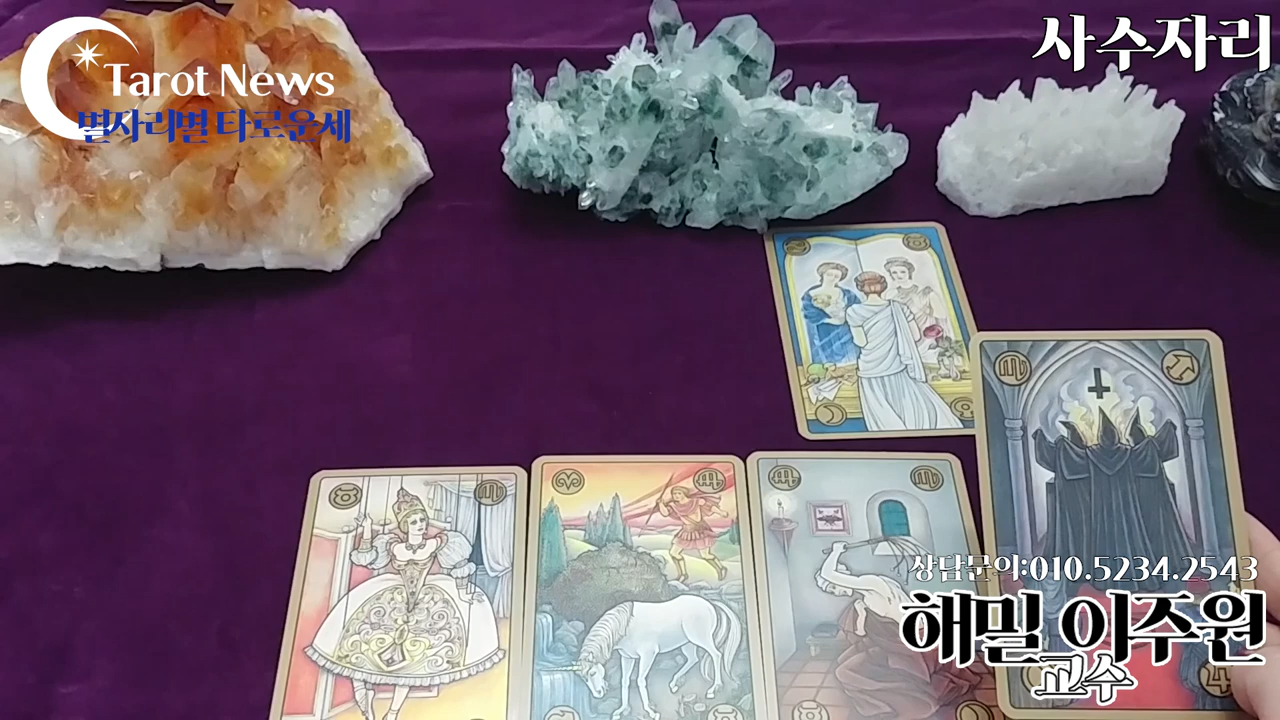 Tarot News
별자리별 타로운세
사수자리
상담문의:010.5234.2543
해밀 이주원
교수